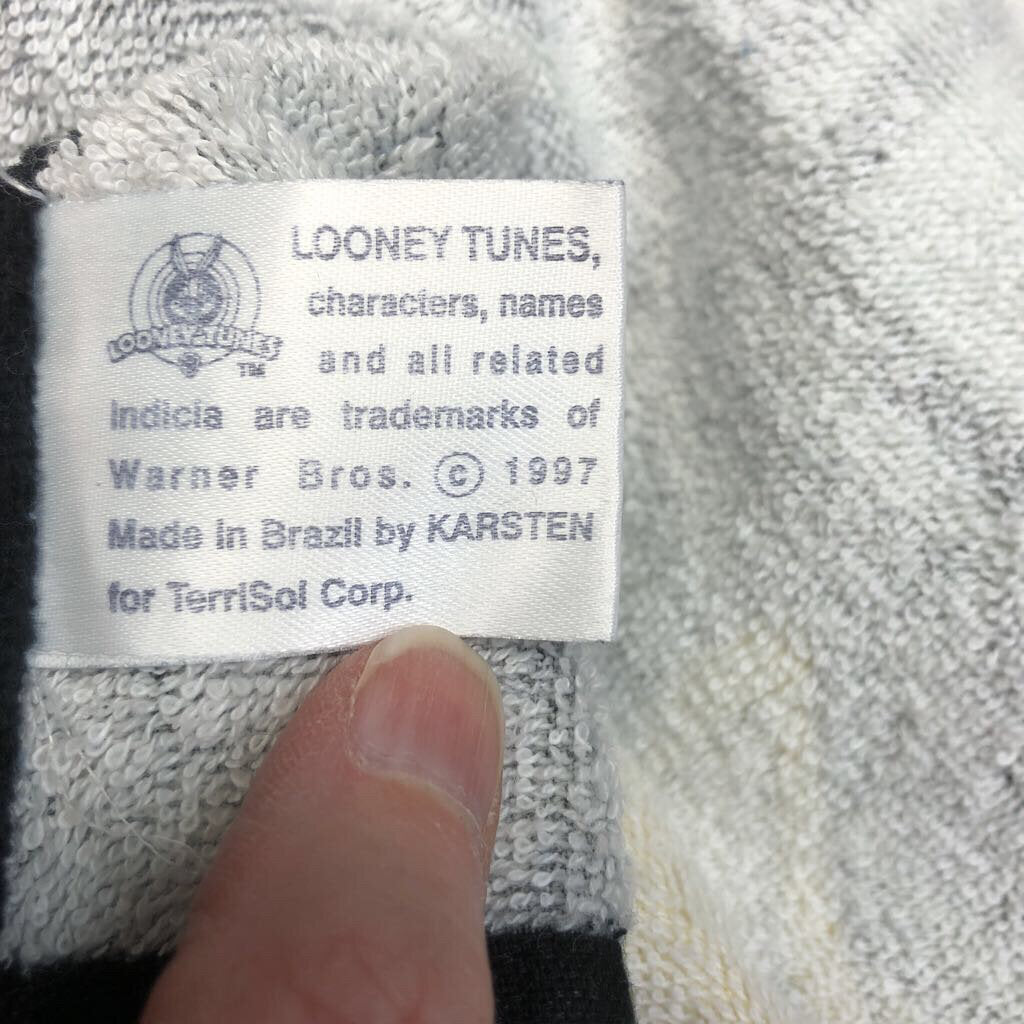 LOONEY TUNES
TM
LOONEY TUNES,
characters, names
and all related
indicia are trademarks of
Warner Bros. © 1997
Made in Brazil by KARSTEN
for TerriSol Corp.